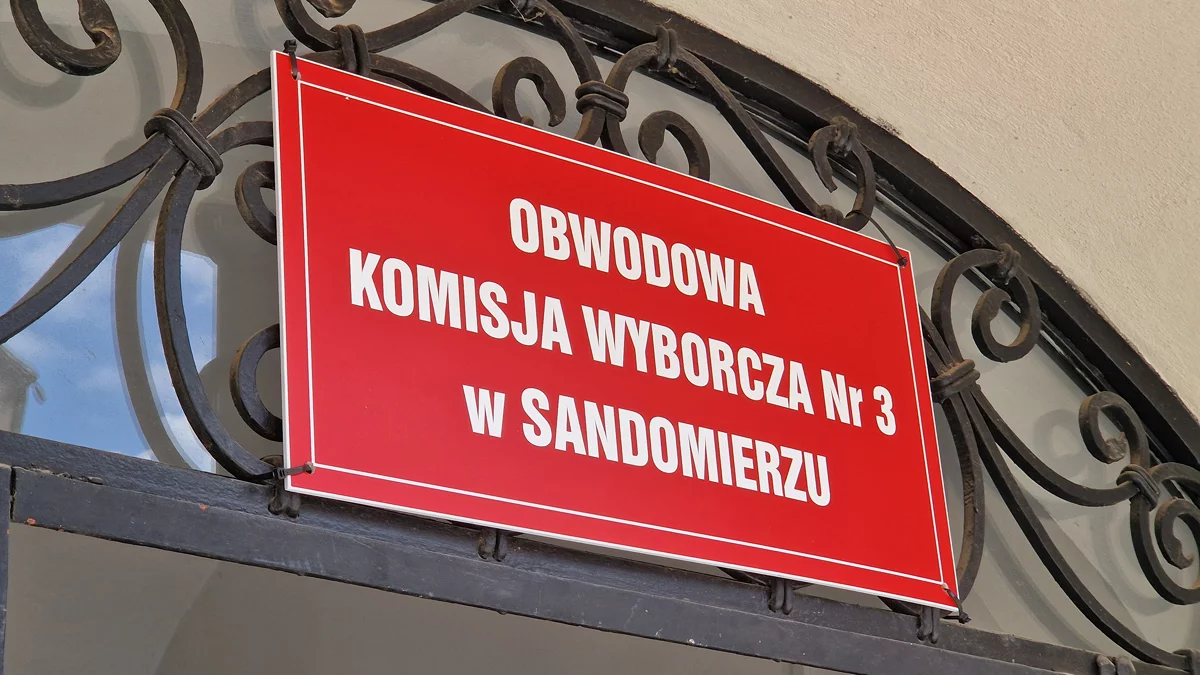 OBWODOWA
KOMISJA WYBORCZA Nr 3
w SANDOMIERZU